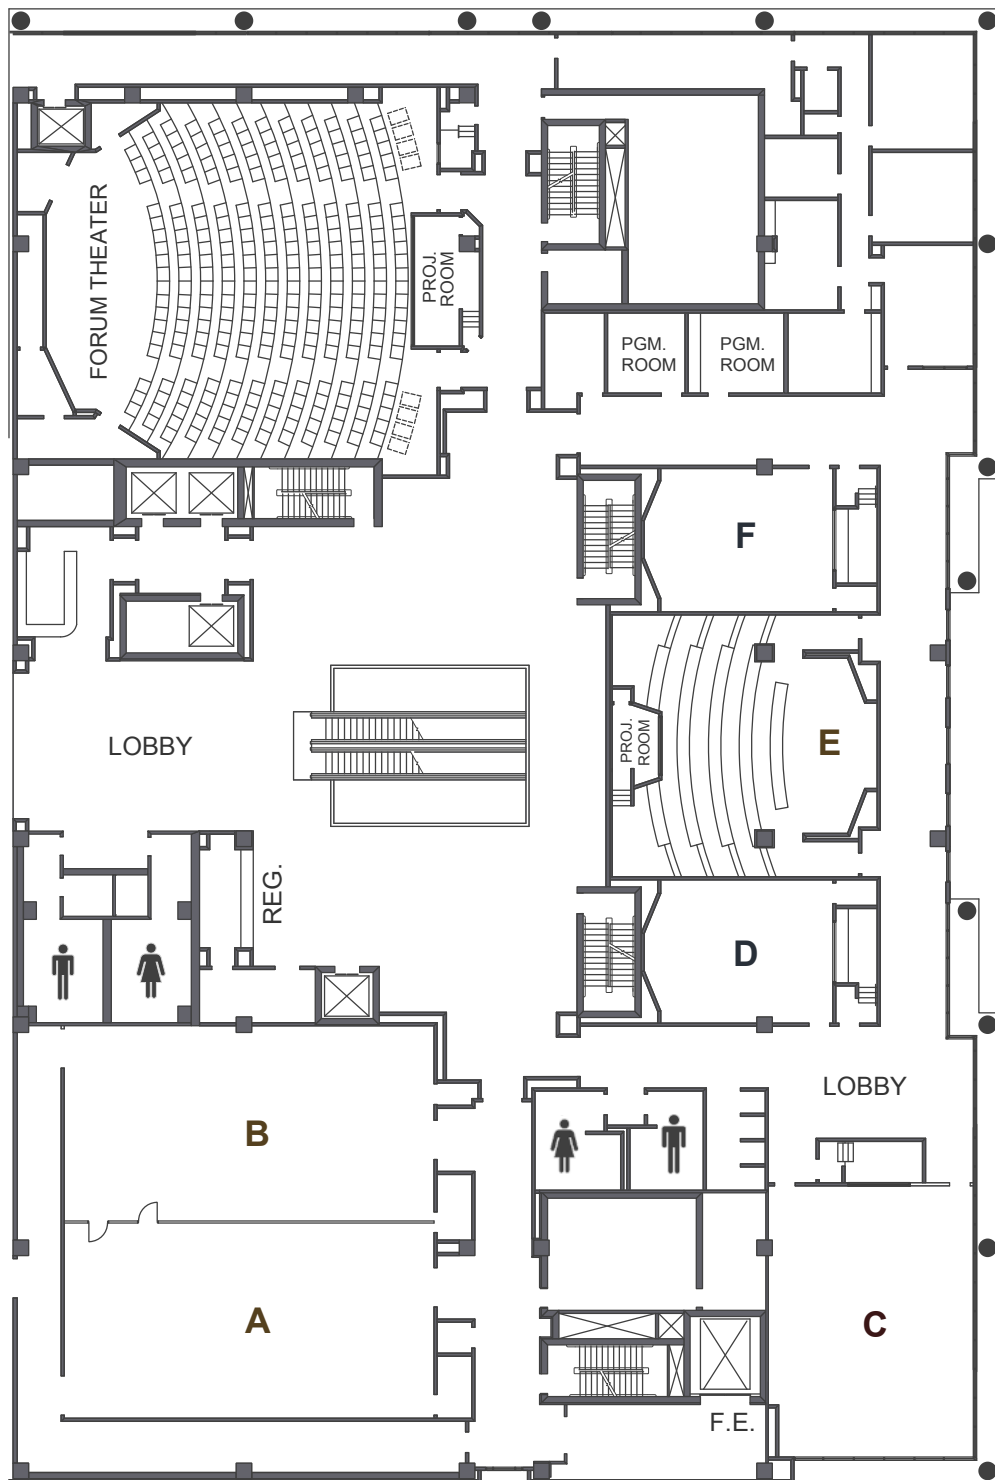 FORUM THEATER
PROJ.
ROOM
PGM.
ROOM
PGM.
ROOM
F
LOBBY
PROJ.
ROOM
E
REG.
D
LOBBY
B
A
C
F.E.